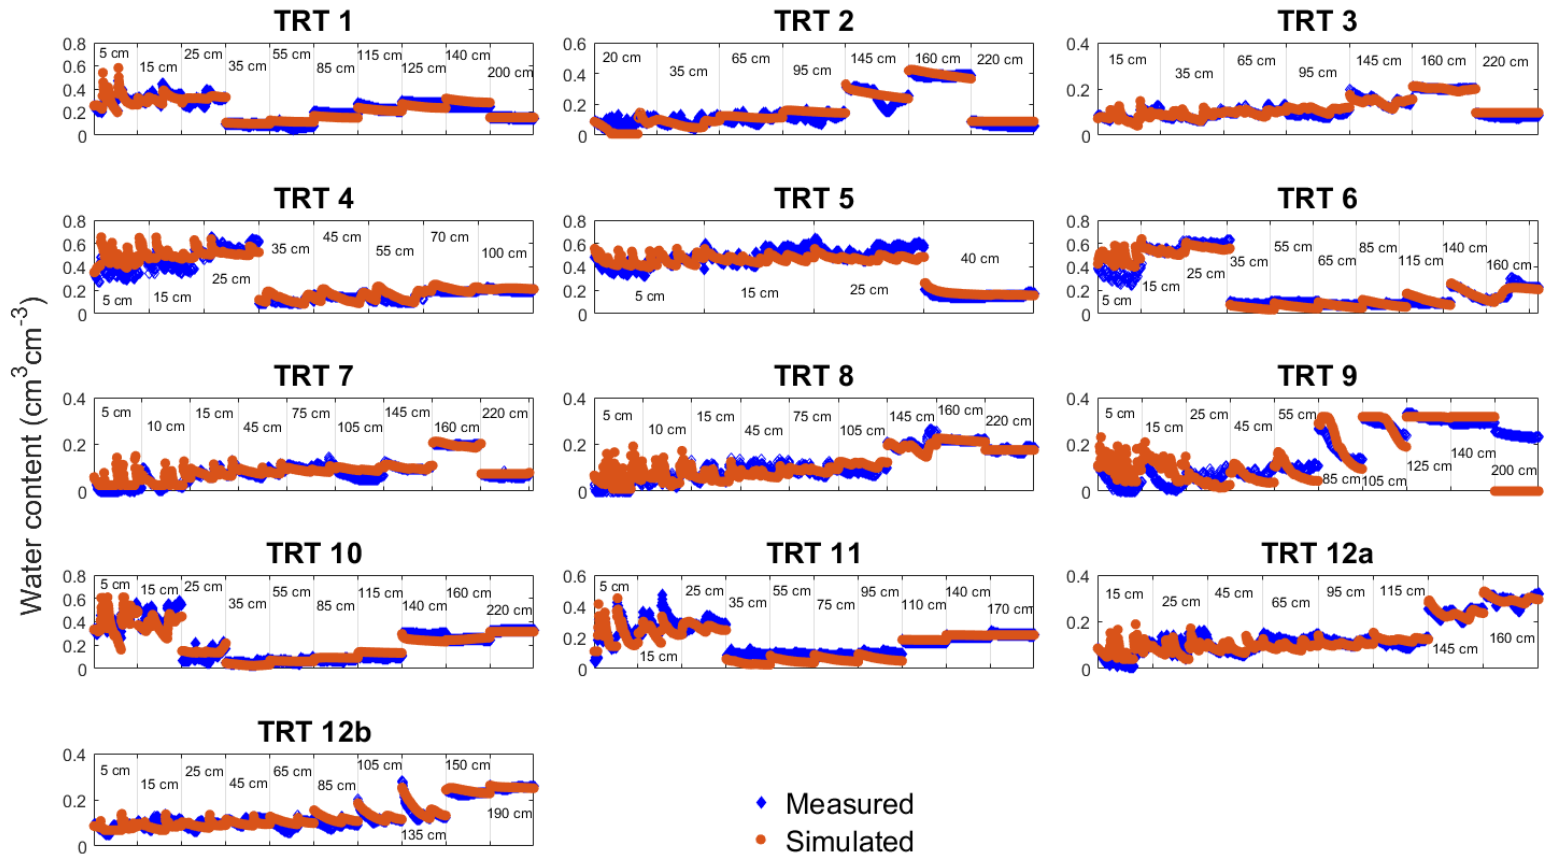 TRT 1
0.8
0.6
0.4
0.2
0
5 cm
15 cm
25 cm
35 cm
55 cm
85 cm
115 cm
125 cm
140 cm
200 cm
TRT 2
0.6
0.4
0.2
0
20 cm
35 cm
65 cm
95 cm
145 cm
160 cm
220 cm
TRT 3
0.4
0.2
0
15 cm
35 cm
65 cm
95 cm
145 cm
160 cm
220 cm
TRT 4
0.8
0.6
0.4
0.2
0
5 cm
15 cm
25 cm
35 cm
45 cm
55 cm
70 cm
100 cm
TRT 5
0.8
0.6
0.4
0.2
0
5 cm
15 cm
25 cm
40 cm
TRT 6
0.8
0.6
0.4
0.2
0
5 cm
15 cm
25 cm
35 cm
55 cm
65 cm
85 cm
115 cm
140 cm
160 cm
Water content (cm³cm⁻³)
TRT 7
0.4
0.2
0
5 cm
10 cm
15 cm
45 cm
75 cm
105 cm
145 cm
160 cm
220 cm
TRT 8
0.4
0.2
0
5 cm
10 cm
15 cm
45 cm
75 cm
105 cm
145 cm
160 cm
220 cm
TRT 9
0.4
0.2
0
5 cm
15 cm
25 cm
45 cm
55 cm
85 cm
105 cm
125 cm
140 cm
200 cm
TRT 10
0.8
0.6
0.4
0.2
0
5 cm
15 cm
25 cm
35 cm
55 cm
85 cm
115 cm
140 cm
160 cm
220 cm
TRT 11
0.6
0.4
0.2
0
5 cm
15 cm
25 cm
35 cm
55 cm
75 cm
95 cm
110 cm
140 cm
170 cm
TRT 12a
0.4
0.2
0
15 cm
25 cm
45 cm
65 cm
95 cm
115 cm
145 cm
160 cm
TRT 12b
0.4
0.2
0
5 cm
15 cm
25 cm
45 cm
65 cm
85 cm
105 cm
135 cm
150 cm
190 cm
Measured
Simulated